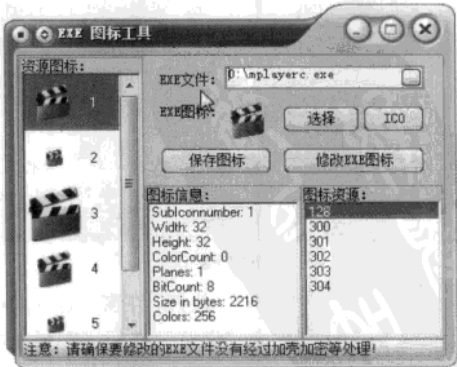 EXE 图标工具
资源图标:
1
2
3
4
5
EXE文件: D:\mplayerc.exe
EXE图标: 选择 ICO
保存图标 修改EXE图标
图标信息:
SubIconnumber: 1
Width: 32
Height: 32
ColorCount: 0
Planes: 1
BitCount: 8
Size in bytes: 2216
Colors: 256
图标资源:
128
300
301
302
303
304
注意: 请确保要修改的EXE文件没有经过加壳加密等处理!